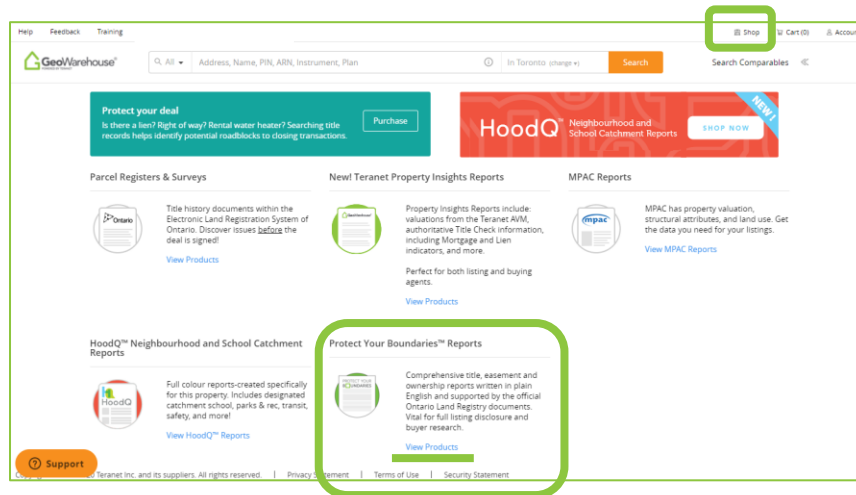 Help Feedback Training Shop Cart (0) Accoun
GeoWarehouse® All Address, Name, PIN, ARN, Instrument, Plan In Toronto (change) Search Search Comparables
Protect your deal
Is there a lien? Right of way? Rental water heater? Searching title
records helps identify potential roadblocks to closing transactions.
Purchase
HoodQ™ Neighbourhood and
School Catchment Reports
SHOP NOW
NEW!
Parcel Registers & Surveys
Ontario
Title history documents within the
Electronic Land Registration System of
Ontario. Discover issues before the
deal is signed!
View Products
New! Teranet Property Insights Reports
GeoWarehouse
Property Insights Reports include:
valuations from the Teranet AVM,
authoritative Title Check information,
including Mortgage and Lien
indicators, and more.
Perfect for both listing and buying
agents.
View Products
MPAC Reports
mpac
MPAC has property valuation,
structural attributes, and land use. Get
the data you need for your listings.
View MPAC Reports
HoodQ™ Neighbourhood and School Catchment
Reports
HoodQ
Full colour reports-created specifically
for this property. Includes designated
catchment school, parks & rec, transit,
safety, and more!
View HoodQ™ Reports
Protect Your Boundaries™ Reports
PROTECT YOUR
BOUNDARIES
Comprehensive title, easement and
ownership reports written in plain
English and supported by the official
Ontario Land Registry documents.
Vital for full listing disclosure and
buyer research.
View Products
Support
0 Teranet Inc. and its suppliers. All rights reserved. | Privacy Statement | Terms of Use | Security Statement